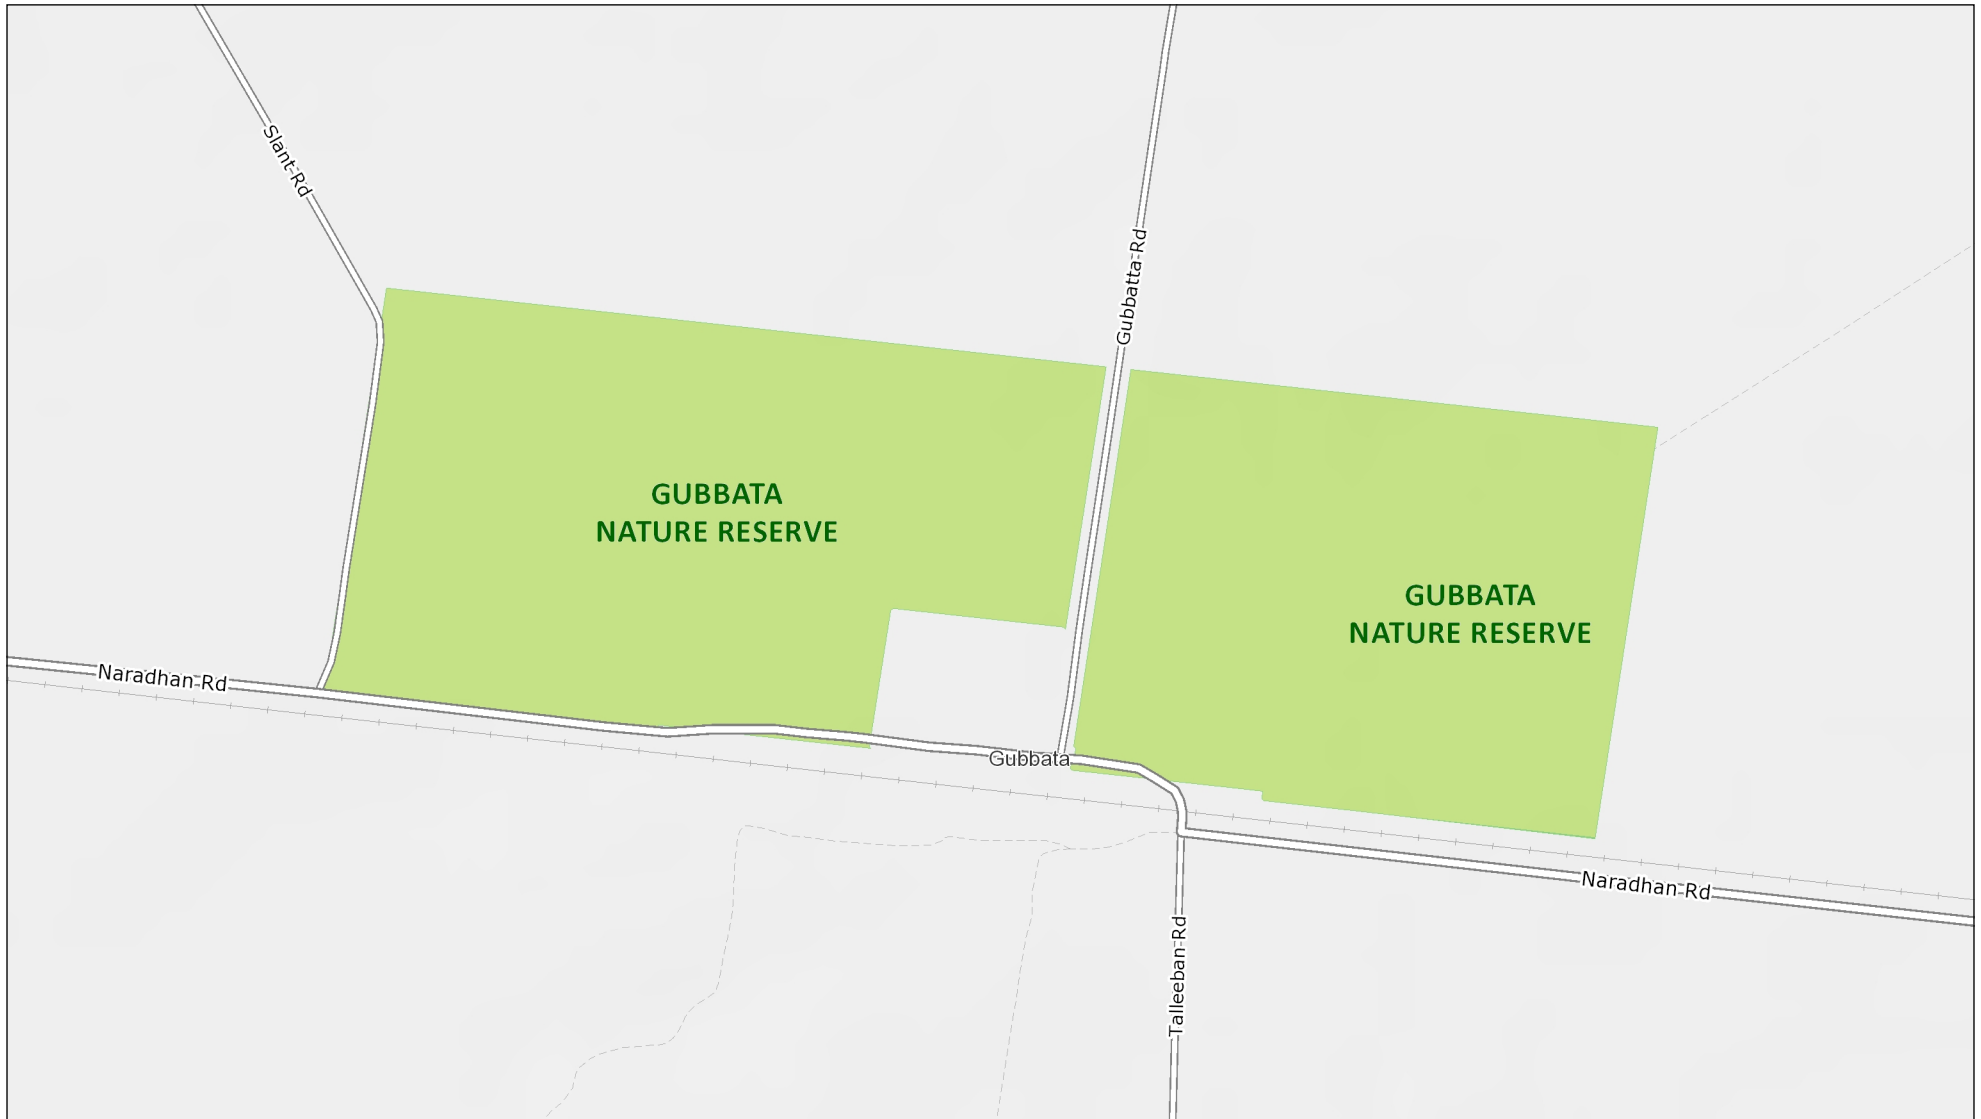 Slant Rd
Gubbatta Rd
GUBBATA
NATURE RESERVE
GUBBATA
NATURE RESERVE
Naradhan Rd
Gubbata
Naradhan Rd
Talleeban Rd